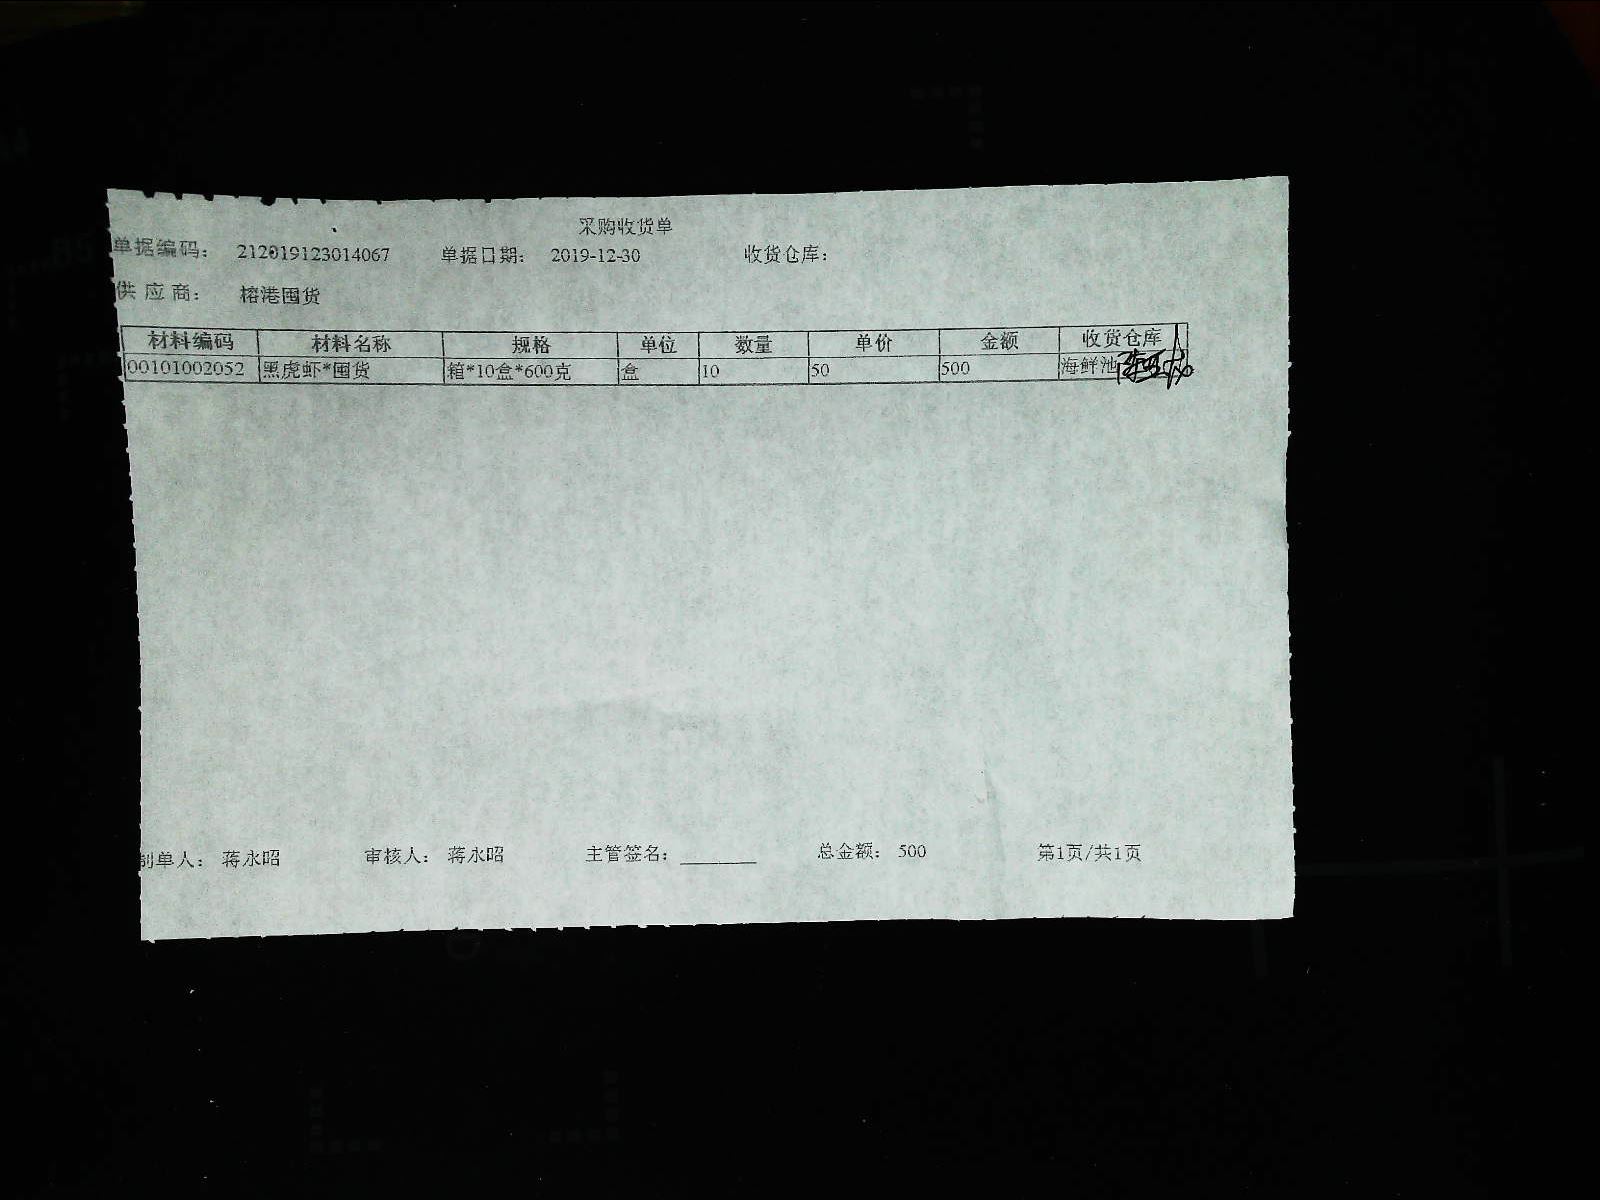 采购收货单
单据编码: 212019123014067 单据日期: 2019-12-30 收货仓库:
供应商: 榕港囤货
材料编码 材料名称 规格 单位 数量 单价 金额 收货仓库
00101002052 黑虎虾*囤货 箱*10盒*600克 盒 10 50 500 海鲜池
制单人: 蒋永昭 审核人: 蒋永昭 主管签名: ________ 总金额: 500 第1页/共1页